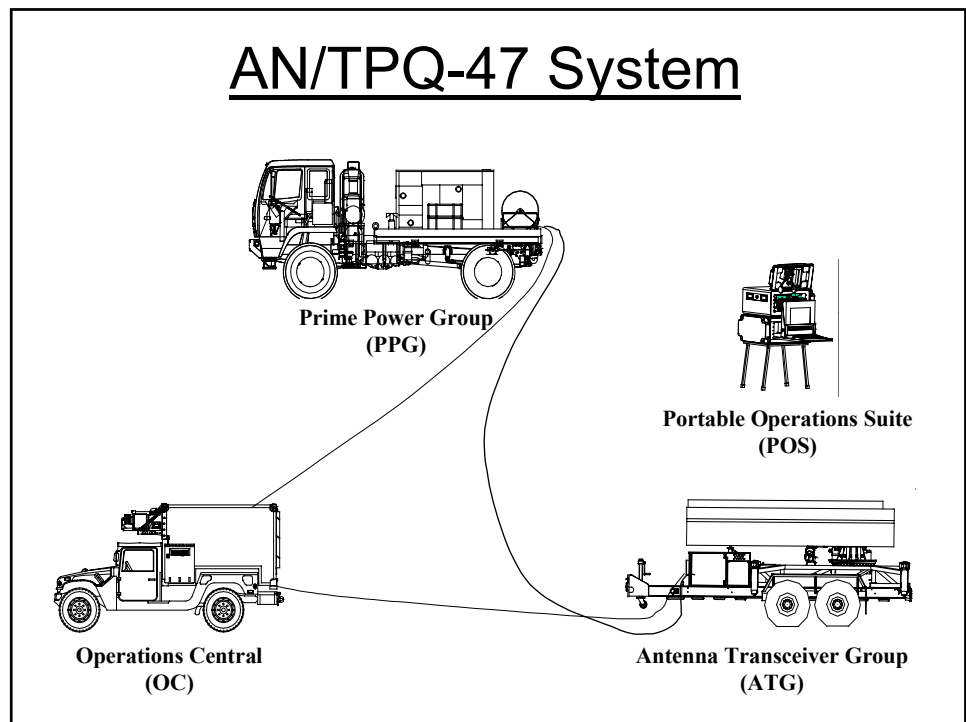 AN/TPQ-47 System
Prime Power Group
(PPG)
Portable Operations Suite
(POS)
Operations Central
(OC)
Antenna Transceiver Group
(ATG)